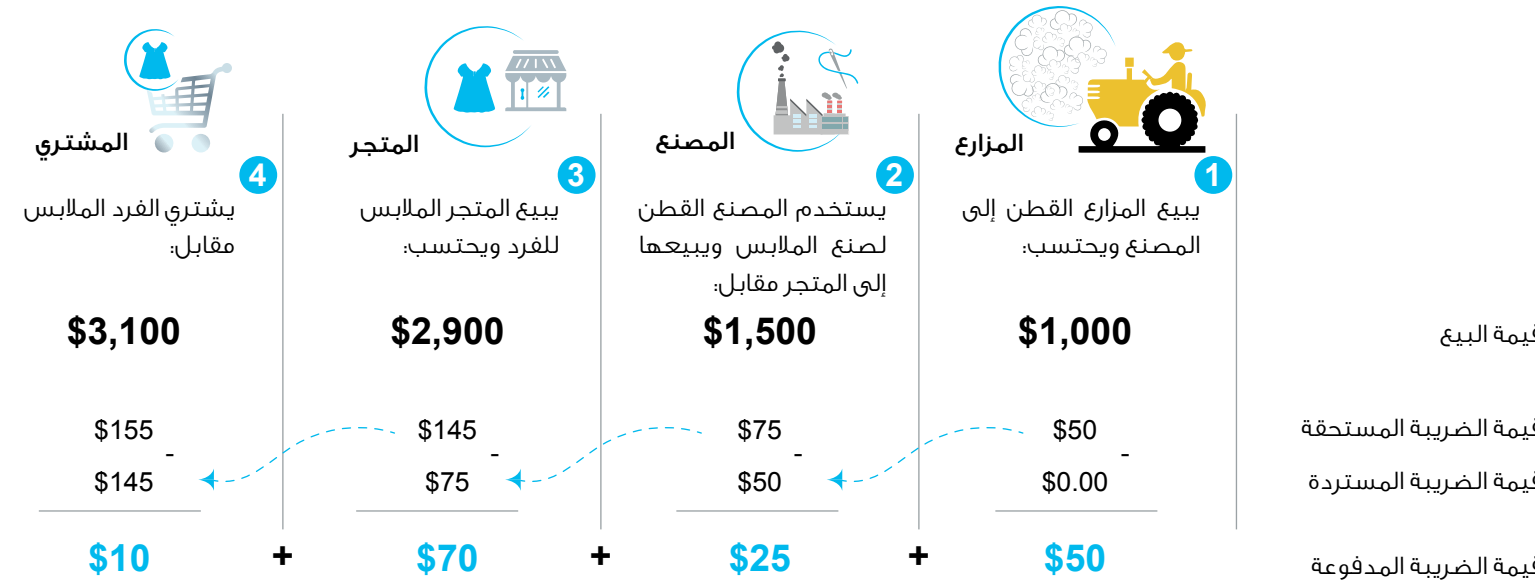 المزارع
1
يبيع المزارع القطن إلى
المصنع ويحتسب:
$1,000
$50
-
$0.00
$50
+
المصنع
2
يستخدم المصنع القطن
لصنع الملابس ويبيعها
إلى المتجر مقابل:
$1,500
$75
-
$50
$25
+
المتجر
3
يبيع المتجر الملابس
للفرد ويحتسب:
$2,900
$145
-
$75
$70
+
المشتري
4
يشتري الفرد الملابس
مقابل:
$3,100
$155
-
$145
$10
قيمة البيع
قيمة الضريبة المستحقة
قيمة الضريبة المستردة
قيمة الضريبة المدفوعة